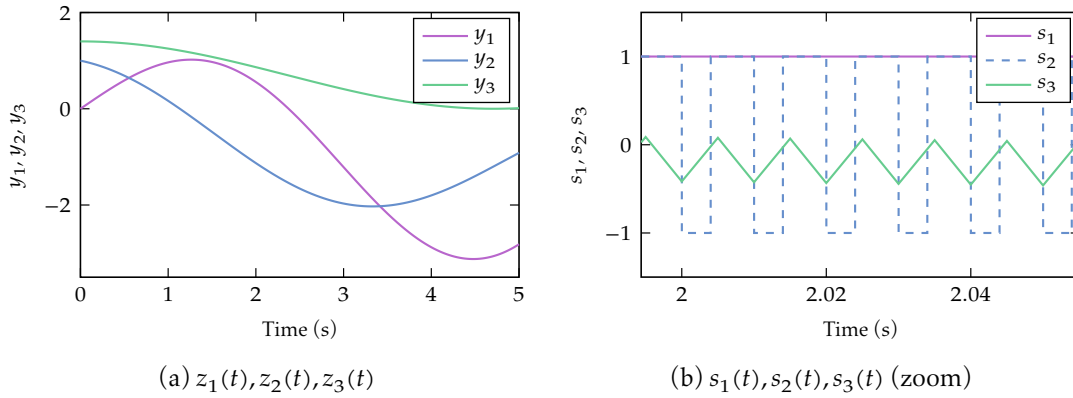 2
0
−2
y1, y2, y3
y1
y2
y3
0
1
2
3
4
5
Time (s)
(a) z1(t), z2(t), z3(t)
1
0
−1
s1, s2, s3
s1
s2
s3
2
2.02
2.04
Time (s)
(b) s1(t), s2(t), s3(t) (zoom)